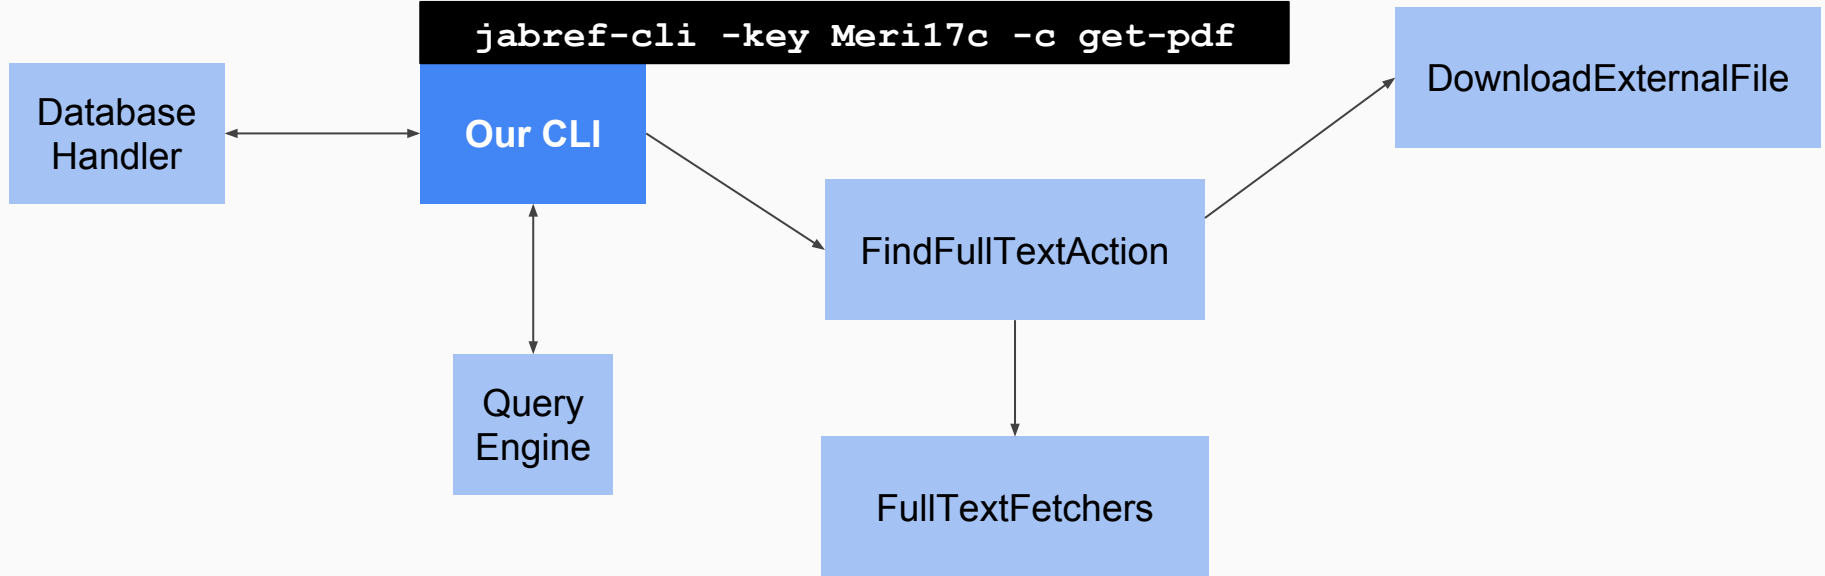 jabref-cli -key Meri17c -c get-pdf
Database
Handler
Our CLI
DownloadExternalFile
FindFullTextAction
Query
Engine
FullTextFetchers